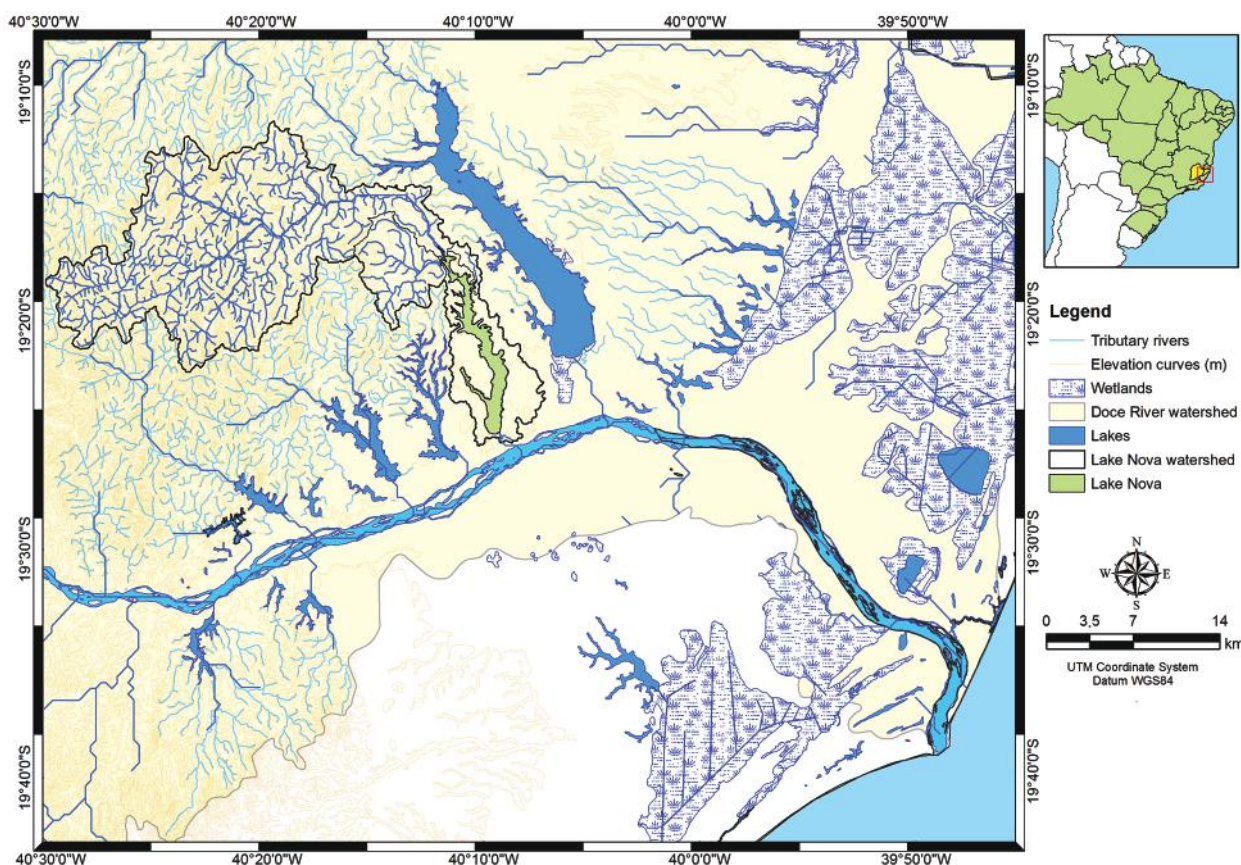 40°30'0"W 40°20'0"W 40°10'0"W 40°0'0"W 39°50'0"W
19°10'0"S
19°20'0"S
19°30'0"S
19°40'0"S
19°10'0"S
19°20'0"S
19°30'0"S
19°40'0"S
40°30'0"W 40°20'0"W 40°10'0"W 40°0'0"W 39°50'0"W
Legend
Tributary rivers
Elevation curves (m)
Wetlands
Doce River watershed
Lakes
Lake Nova watershed
Lake Nova
N
W E
S
0 3,5 7 14
km
UTM Coordinate System
Datum WGS84